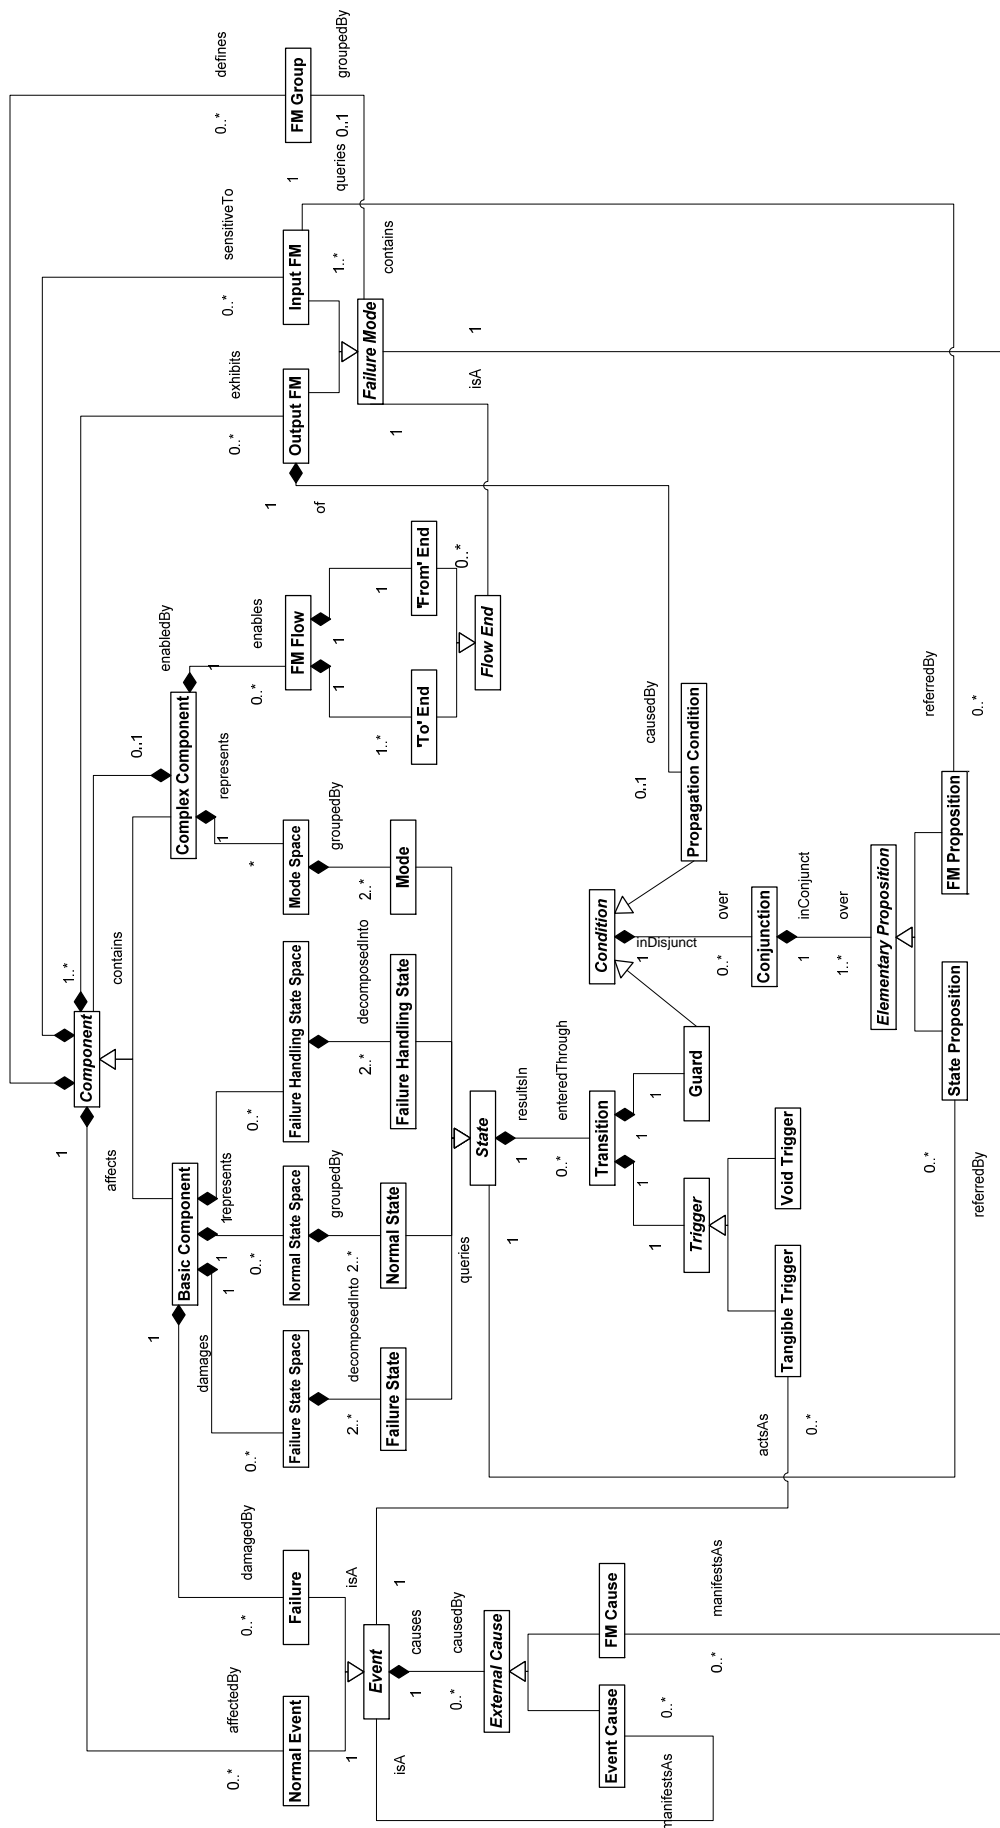 1
affects
1..*
Component
contains
0..1
enabledBy
1
damages
Basic Component
1
1
1
represents
Complex Component
1
represents
1
0..*
affectedBy
0..*
damagedBy
0..*
0..*
0..*
*
0..*
enables
1
of
0..*
exhibits
0..*
sensitiveTo
0..*
defines
Normal Event
Failure
Failure State Space
Normal State Space
Failure Handling State Space
Mode Space
FM Flow
Output FM
Input FM
1
FM Group
1
isA
2..*
decomposedInto
2..*
groupedBy
2..*
decomposedInto
2..*
groupedBy
1
1
1..*
queries
0..1
groupedBy
Event
Failure State
Normal State
Failure Handling State
Mode
1..*
1
Failure Mode
contains
isA
1
1
causes
'To' End
'From' End
1
0..*
causedBy
queries
0..*
isA
1
External Cause
State
Flow End
1
1
resultsIn
0..*
enteredThrough
Event Cause
FM Cause
Transition
Condition
1
1
1
inDisjunct
0..1
causedBy
1
1
manifestsAs
0..*
0..*
manifestsAs
Trigger
Guard
Propagation Condition
0..*
over
actsAs
Tangible Trigger
Void Trigger
Conjunction
0..*
1
inConjunct
1..*
over
Elementary Proposition
0..*
referredBy
State Proposition
FM Proposition
referredBy
0..*